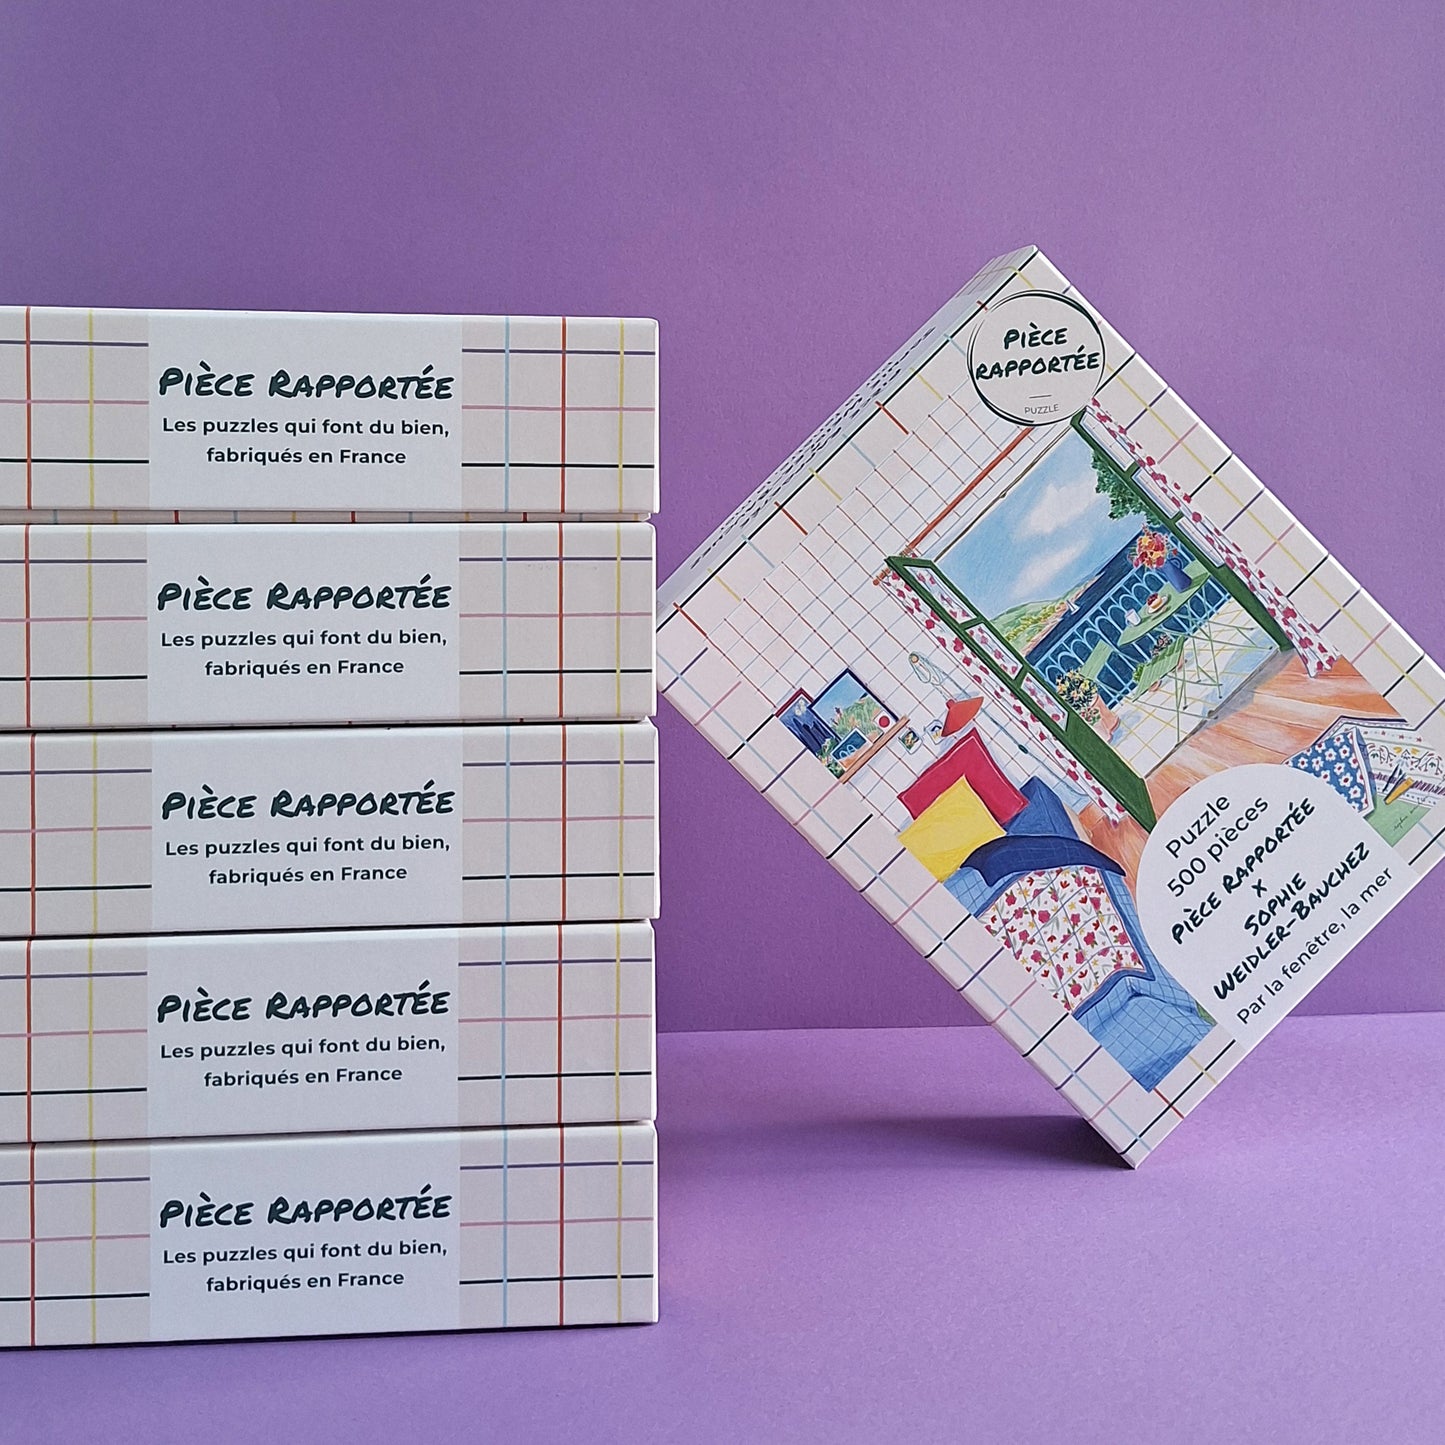 Pièce Rapportée
Les puzzles qui font du bien,
fabriqués en France
Pièce Rapportée
Les puzzles qui font du bien,
fabriqués en France
Pièce Rapportée
Les puzzles qui font du bien,
fabriqués en France
Pièce Rapportée
Les puzzles qui font du bien,
fabriqués en France
Pièce Rapportée
Les puzzles qui font du bien,
fabriqués en France
Pièce
Rapportée
PUZZLE
Puzzle
500 pièces
Pièce Rapportée
x
Sophie
Weidler-Bauchez
Par la fenêtre, la mer